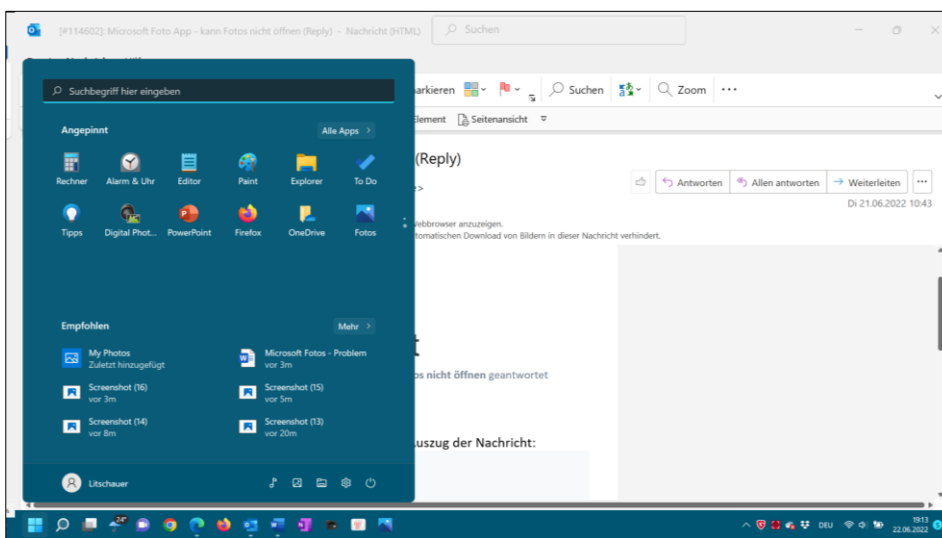 [#114602]: Microsoft Foto App - kann Fotos nicht öffnen (Reply) - Nachricht (HTML)
Suchen
Suchbegriff hier eingeben
Suchen
Zoom
Element
Seitenansicht
Angepinnt
Alle Apps
(Reply)
Rechner
Alarm & Uhr
Editor
Paint
Explorer
To Do
Antworten
Allen antworten
Weiterleiten
Di 21.06.2022 10:43
Tipps
Digital Phot...
PowerPoint
Firefox
OneDrive
Fotos
Webbrowser anzuzeigen.
Download von Bildern in dieser Nachricht verhindert.
Empfohlen
Mehr
My Photos
Zuletzt hinzugefügt
Microsoft Fotos - Problem
vor 3m
nicht öffnen geantwortet
Screenshot (16)
vor 3m
Screenshot (15)
vor 5m
Screenshot (14)
vor 8m
Screenshot (13)
vor 20m
der Nachricht:
Litschauer
24°
DEU
19:13
22.06.2022